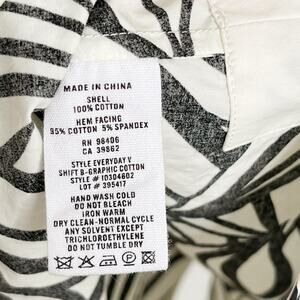 MADE IN CHINA
SHELL
100% COTTON
HEM FACING
95% COTTON 5% SPANDEX
RN 98406
CA 39862
STYLE EVERYDAY V
SHIFT B-GRAPHIC COTTON
STYLE # ID304602
LOT # 395417
HAND WASH COLD
DO NOT BLEACH
IRON WARM
DRY CLEAN-NORMAL CYCLE
ANY SOLVENT EXCEPT
TRICHLOROETHYLENE
DO NOT TUMBLE DRY